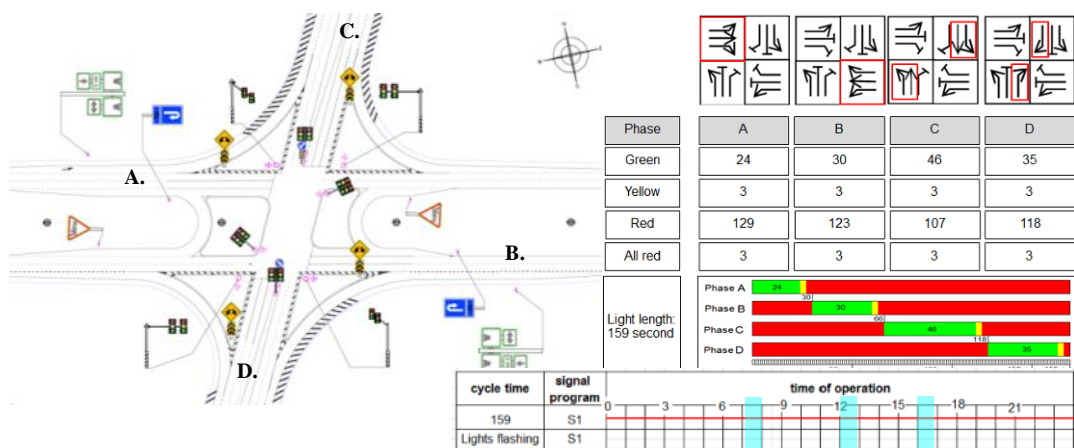 C.
A.
B.
D.
Phase A B C D
Green 24 30 46 35
Yellow 3 3 3 3
Red 129 123 107 118
All red 3 3 3 3
Light length:
159 second
Phase A 24
30
Phase B 30
66
Phase C 46
118
Phase D 35
cycle time signal program time of operation
0 3 6 9 12 15 18 21
159 S1
Lights flashing S1